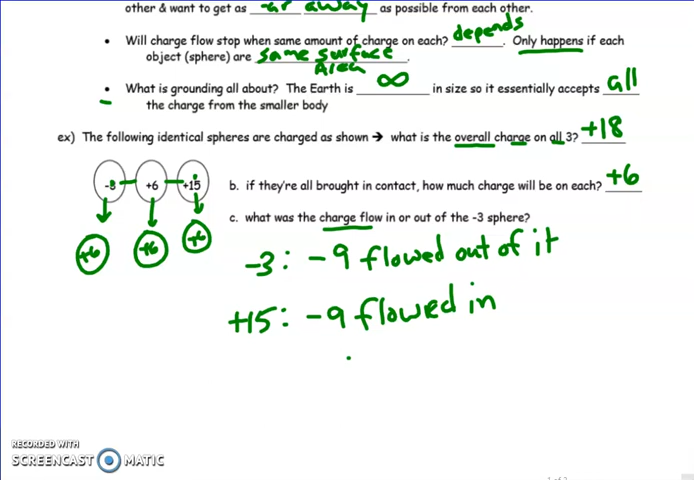 other & want to get as far away as possible from each other.
• Will charge flow stop when same amount of charge on each? depends. Only happens if each
object (sphere) are same surface Area.
• What is grounding all about? The Earth is ∞ in size so it essentially accepts all
the charge from the smaller body
ex) The following identical spheres are charged as shown → what is the overall charge on all 3? +18
-3 +6 +15
b. if they're all brought in contact, how much charge will be on each? +6
c. what was the charge flow in or out of the -3 sphere?
+6 +6 +6
-3: -9 flowed out of it
+15: -9 flowed in
RECORDED WITH
SCREENCAST MATIC
1 of 2